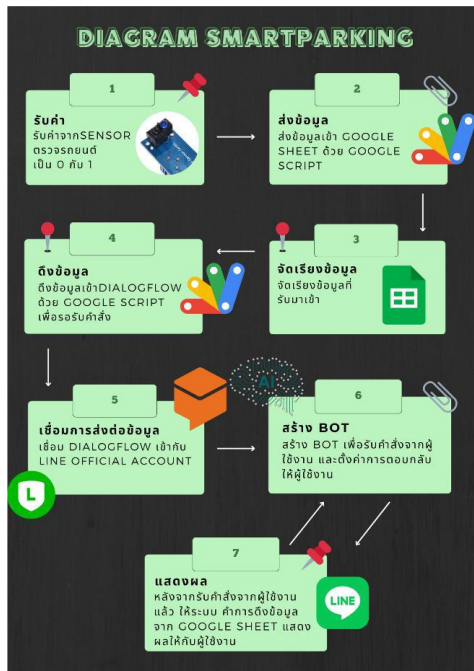 DIAGRAM SMARTPARKING
1
รับค่า
รับค่าจากSENSOR
ตรวจรถยนต์
เป็น 0 กับ 1
2
ส่งข้อมูล
ส่งข้อมูลเข้า GOOGLE
SHEET ด้วย GOOGLE
SCRIPT
3
จัดเรียงข้อมูล
จัดเรียงข้อมูลที่
รับมาเข้า
4
ดึงข้อมูล
ดึงข้อมูลเข้าDIALOGFLOW
ด้วย GOOGLE SCRIPT
เพื่อรอรับคำสั่ง
5
เชื่อมการส่งต่อข้อมูล
เชื่อม DIALOGFLOW เข้ากับ
LINE OFFICIAL ACCOUNT
L
AI
6
สร้าง BOT
สร้าง BOT เพื่อรับคำสั่งจากผู้
ใช้งาน และตั้งค่าการตอบกลับ
ให้ผู้ใช้งาน
7
แสดงผล
หลังจากรับคำสั่งจากผู้ใช้งาน
แล้ว ให้ระบบ ค่าการดึงข้อมูล
จาก GOOGLE SHEET แสดง
ผลให้กับผู้ใช้งาน
LINE